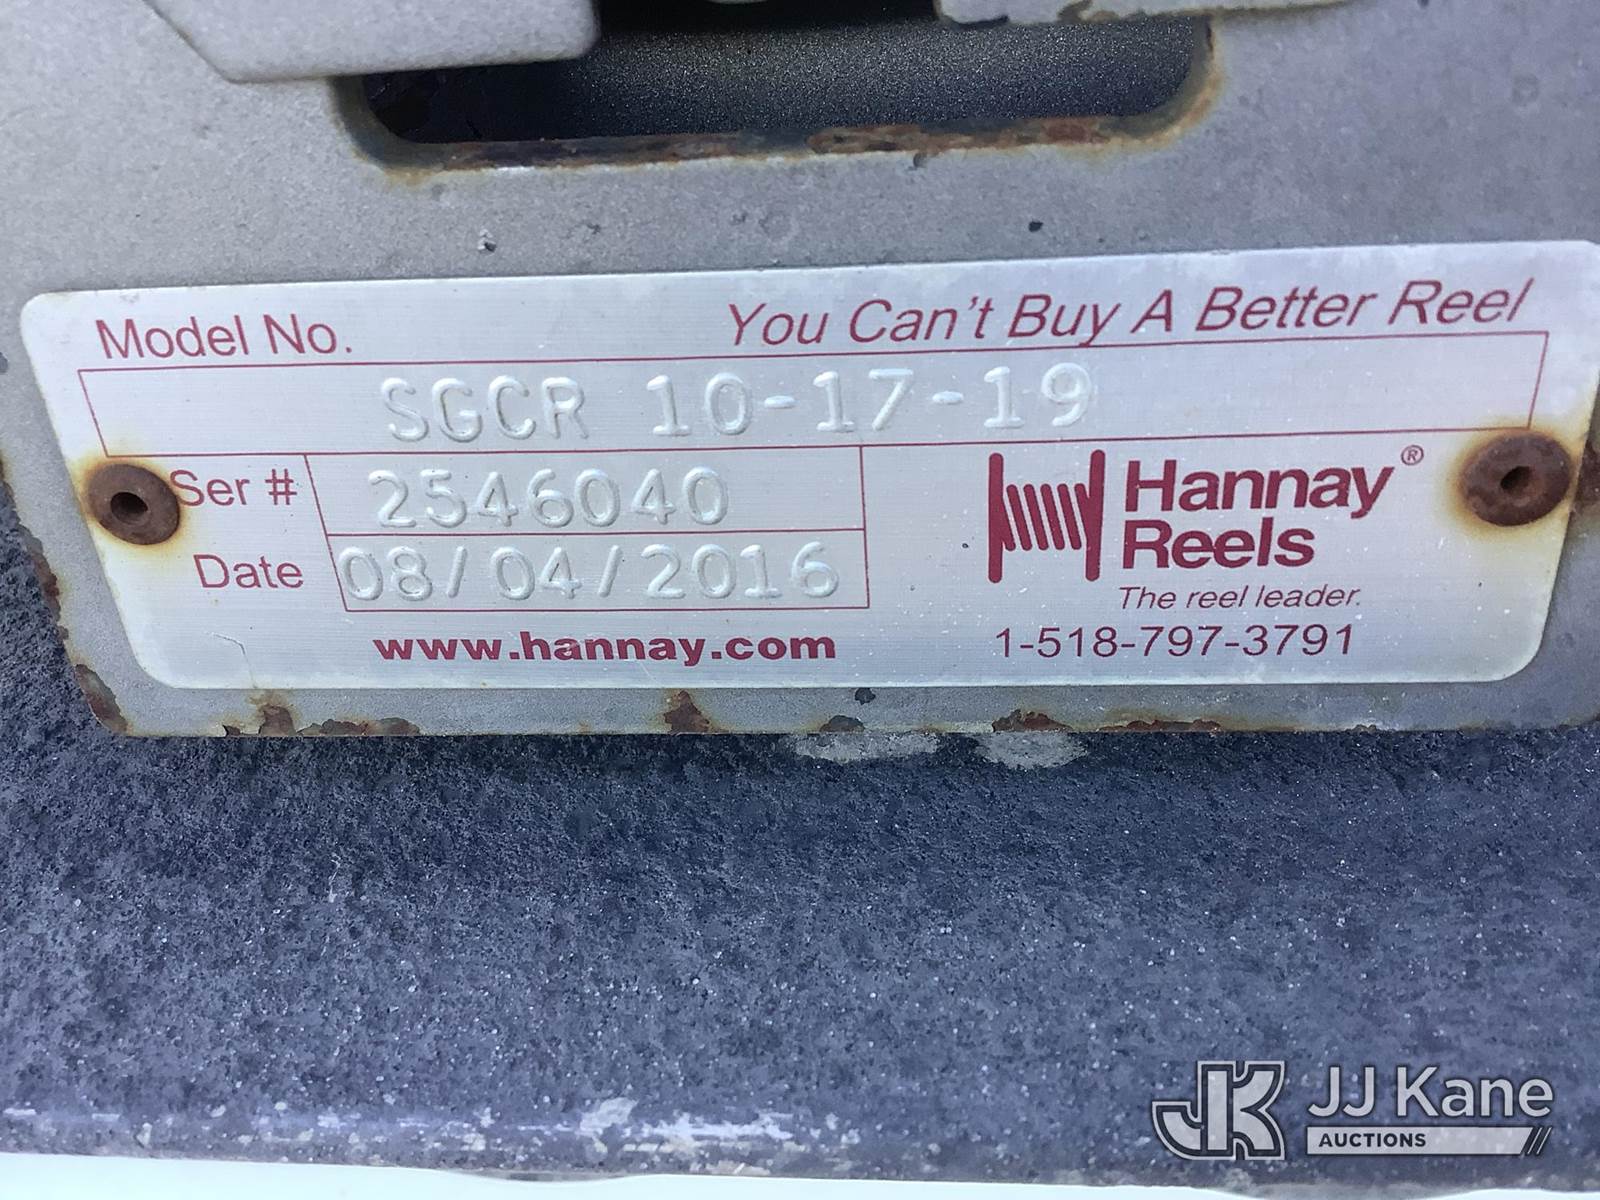 Model No.
You Can't Buy A Better Reel
SGCR 10-17-19
Ser # 2546040
Date 08/04/2016
www.hannay.com
Hannay®
Reels
The reel leader.
1-518-797-3791
JK JJ Kane
AUCTIONS